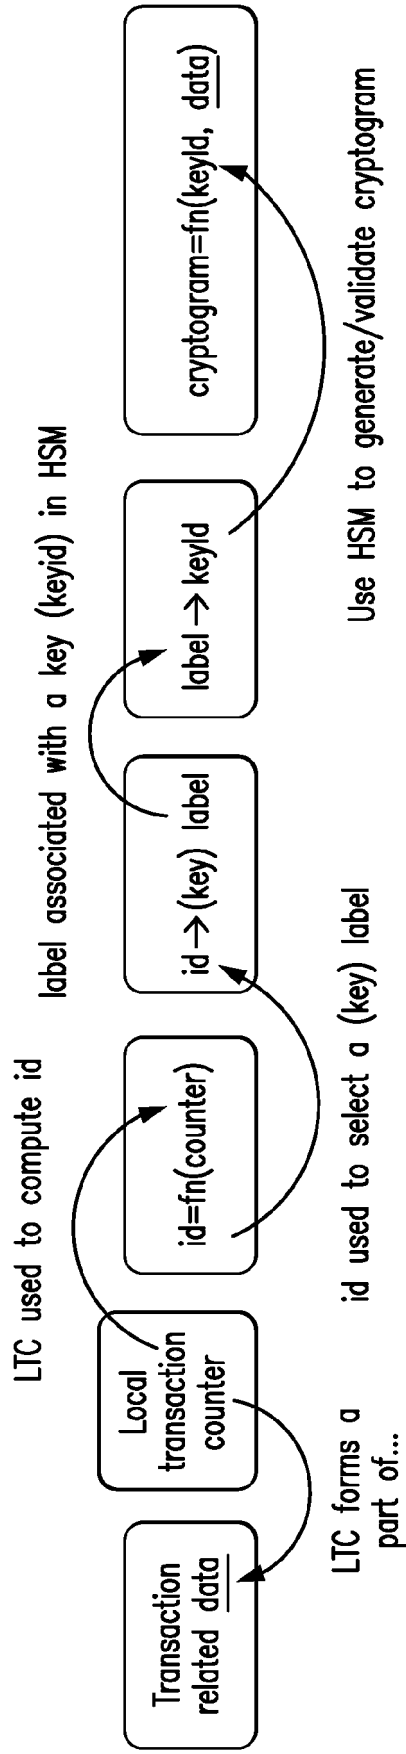 LTC used to compute id
label associated with a key (keyid) in HSM
Transaction
related data
Local
transaction
counter
id=fn(counter)
id→(key) label
label→keyId
cryptogram=fn(keyId, data)
LTC forms a
part of...
id used to select a (key) label
Use HSM to generate/validate cryptogram